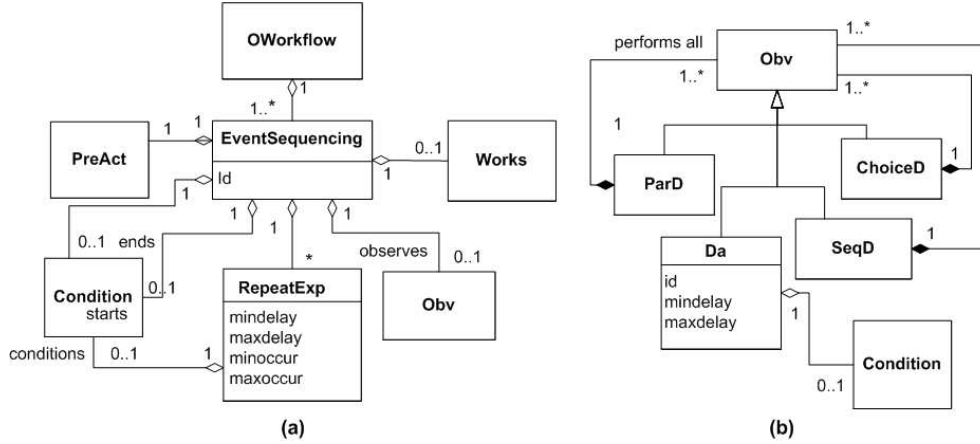 OWorkflow
1
1..*
EventSequencing
Id
1
1
PreAct
1
0..1
Works
1
0..1
ends
1
0..1
1
*
1
observes
0..1
Condition
starts
conditions
0..1
1
RepeatExp
mindelay
maxdelay
minoccur
maxoccur
Obv
(a)
1..*
performs all
Obv
1..*
1..*
1
ParD
ChoiceD
1
SeqD
1
Da
id
mindelay
maxdelay
1
0..1
Condition
(b)